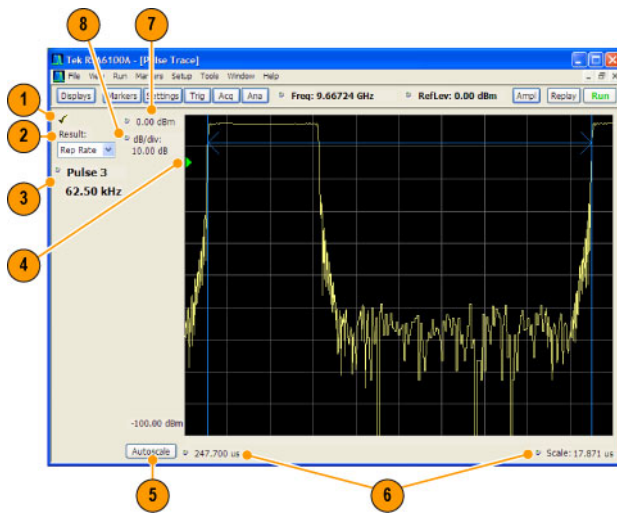 8
7
Tek RSA6100A - [Pulse Trace]
File View Run Markers Setup Tools Window Help
Displays Markers Settings Trig Acq Ana Freq: 9.66724 GHz RefLev: 0.00 dBm Ampl Replay Run
1
0.00 dBm
2
Result:
dB/div:
10.00 dB
Rep Rate
3
Pulse 3
62.50 kHz
4
-100.00 dBm
Autoscale 247.700 us Scale: 17.871 us
5
6